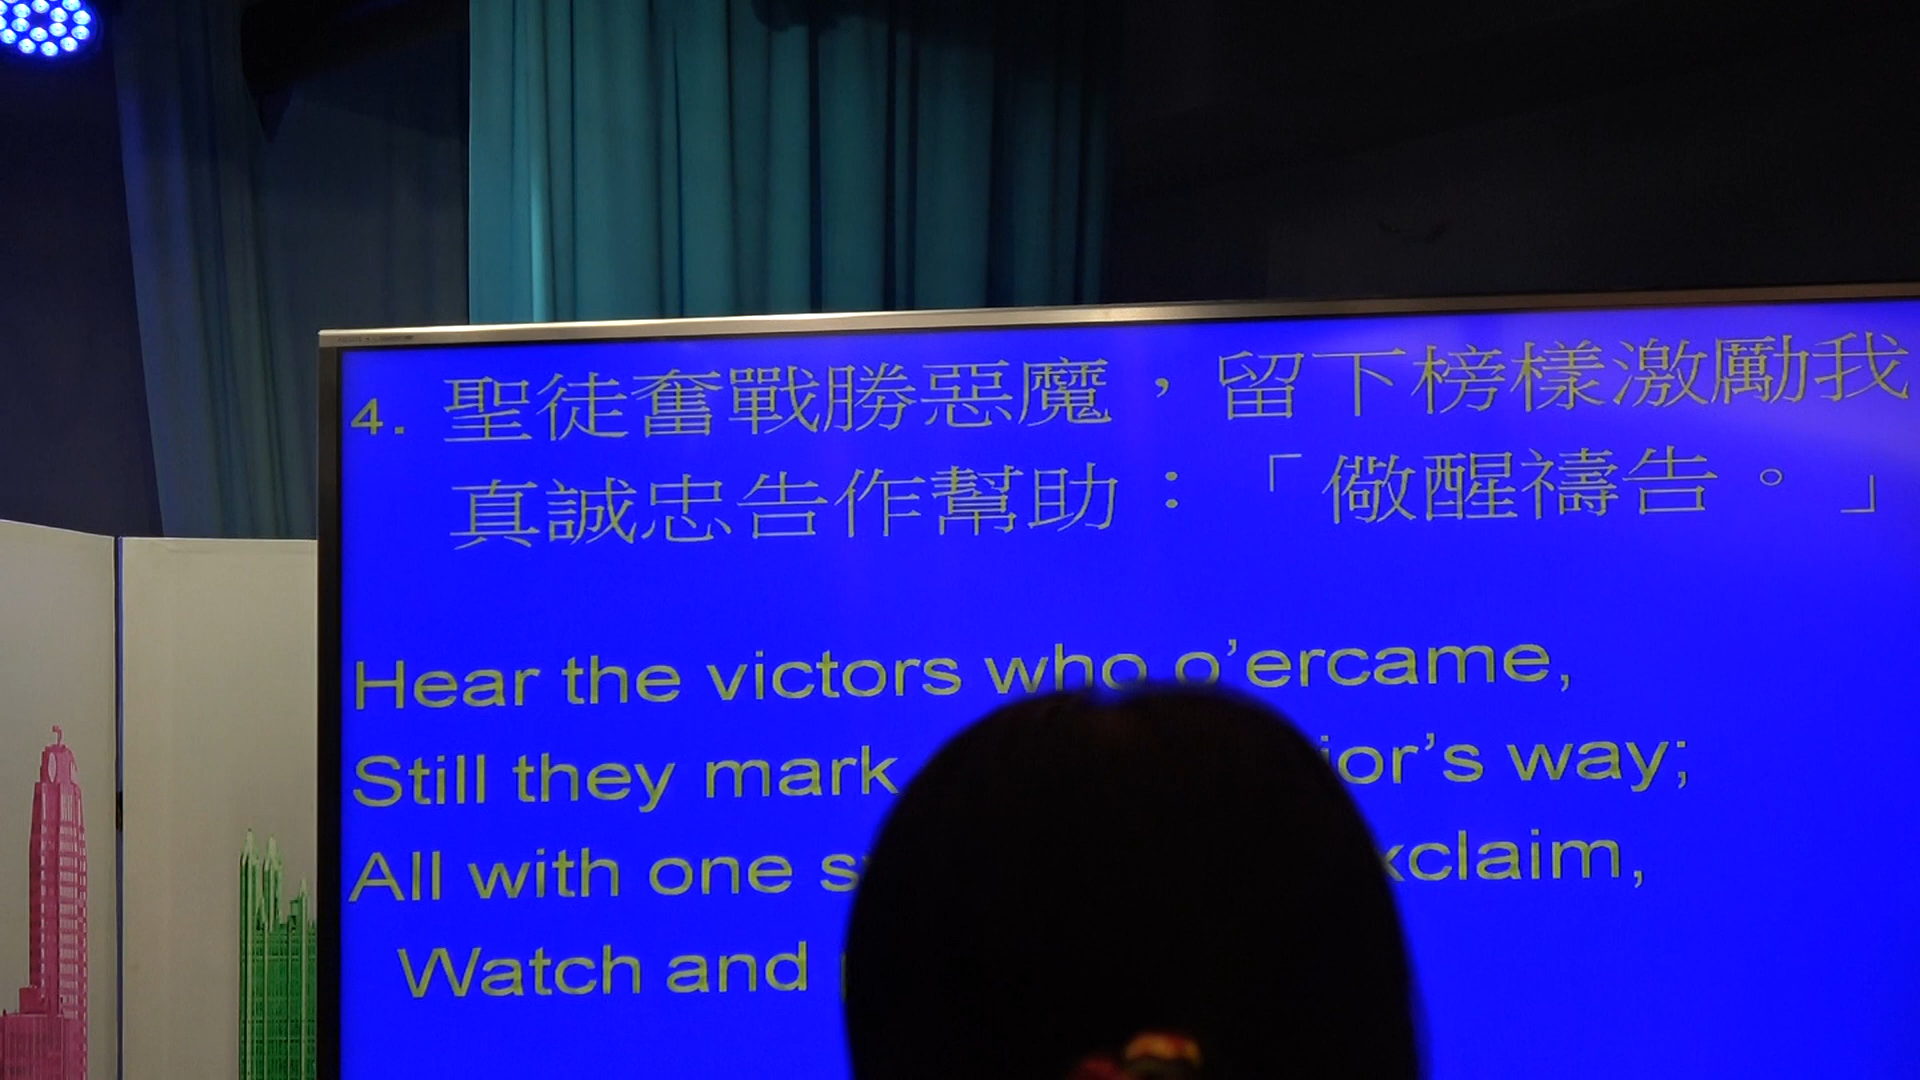 4. 聖徒奮戰勝惡魔，留下榜樣激勵我
真誠忠告作幫助：「儆醒禱告。」
Hear the victors who o’ercame,
Still they mark way;
All with one
Watch and